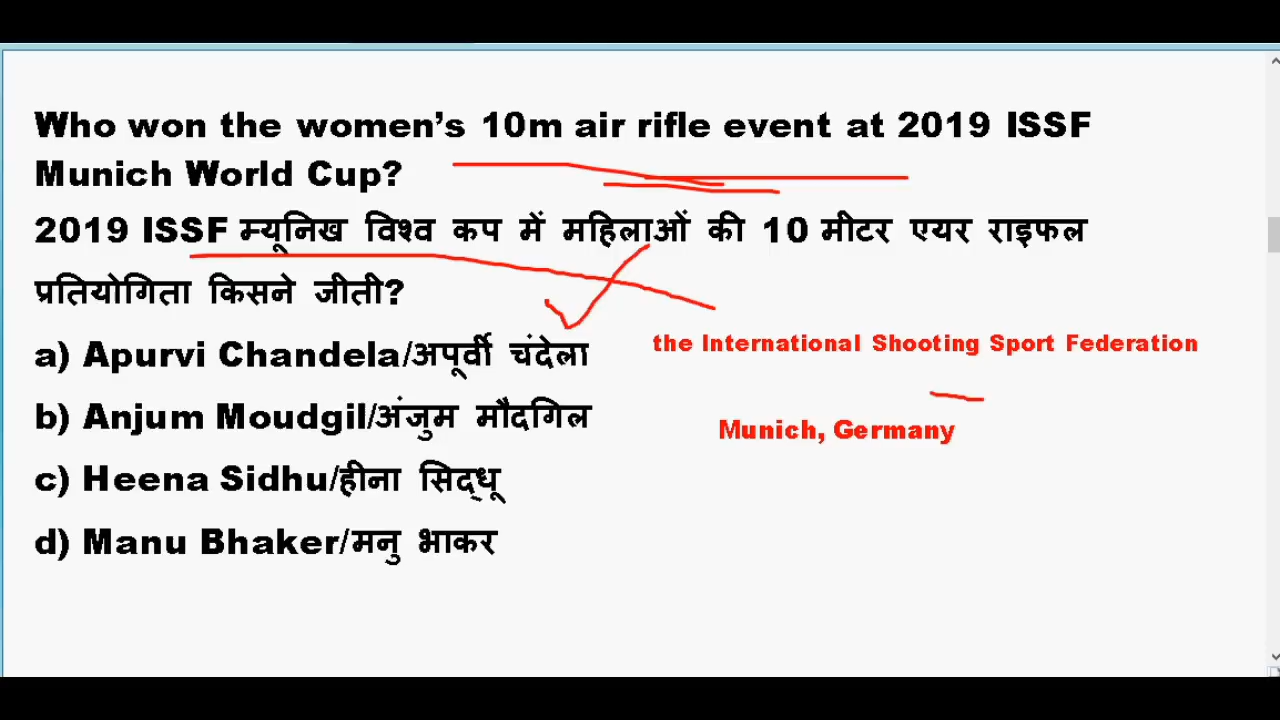 Who won the women’s 10m air rifle event at 2019 ISSF
Munich World Cup?
2019 ISSF म्यूनिख विश्व कप में महिलाओं की 10 मीटर एयर राइफल
प्रतियोगिता किसने जीती?
a) Apurvi Chandela/अपूर्वी चंदेला
the International Shooting Sport Federation
b) Anjum Moudgil/अंजुम मौदगिल
Munich, Germany
c) Heena Sidhu/हीना सिद्धू
d) Manu Bhaker/मनु भाकर